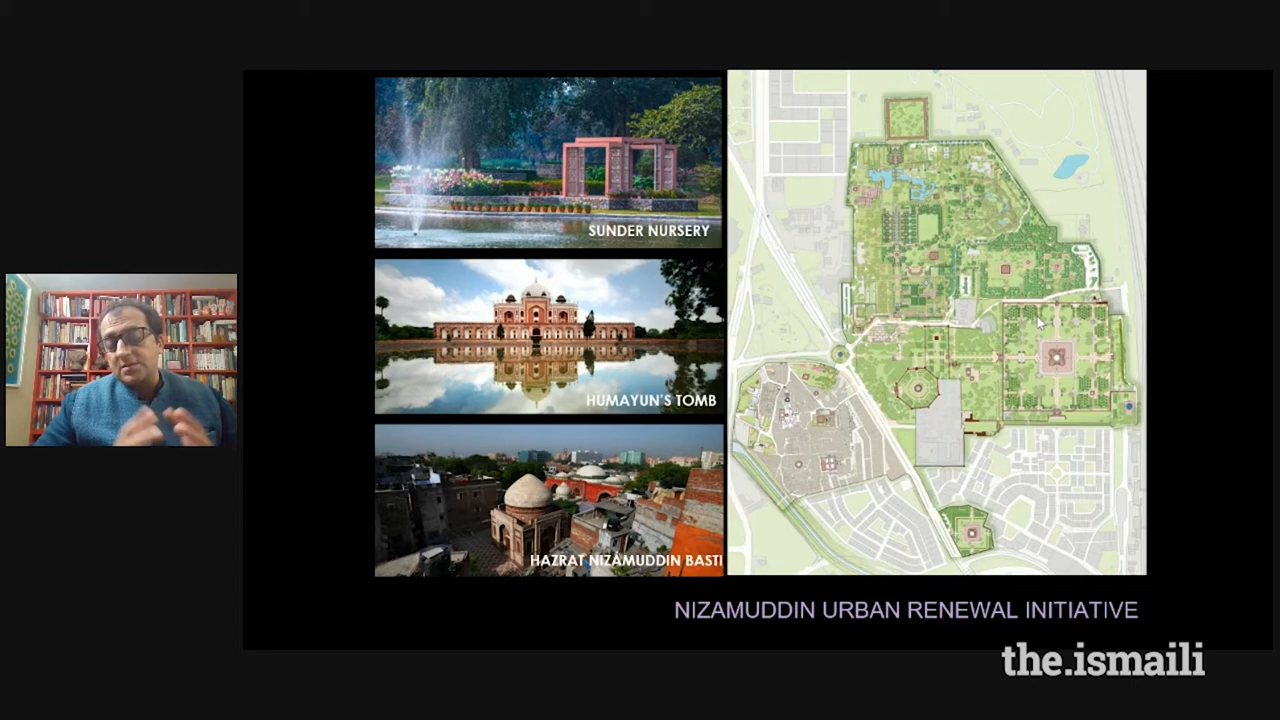 SUNDER NURSERY
HUMAYUN'S TOMB
HAZRAT NIZAMUDDIN BASTI
NIZAMUDDIN URBAN RENEWAL INITIATIVE
the.ismaili